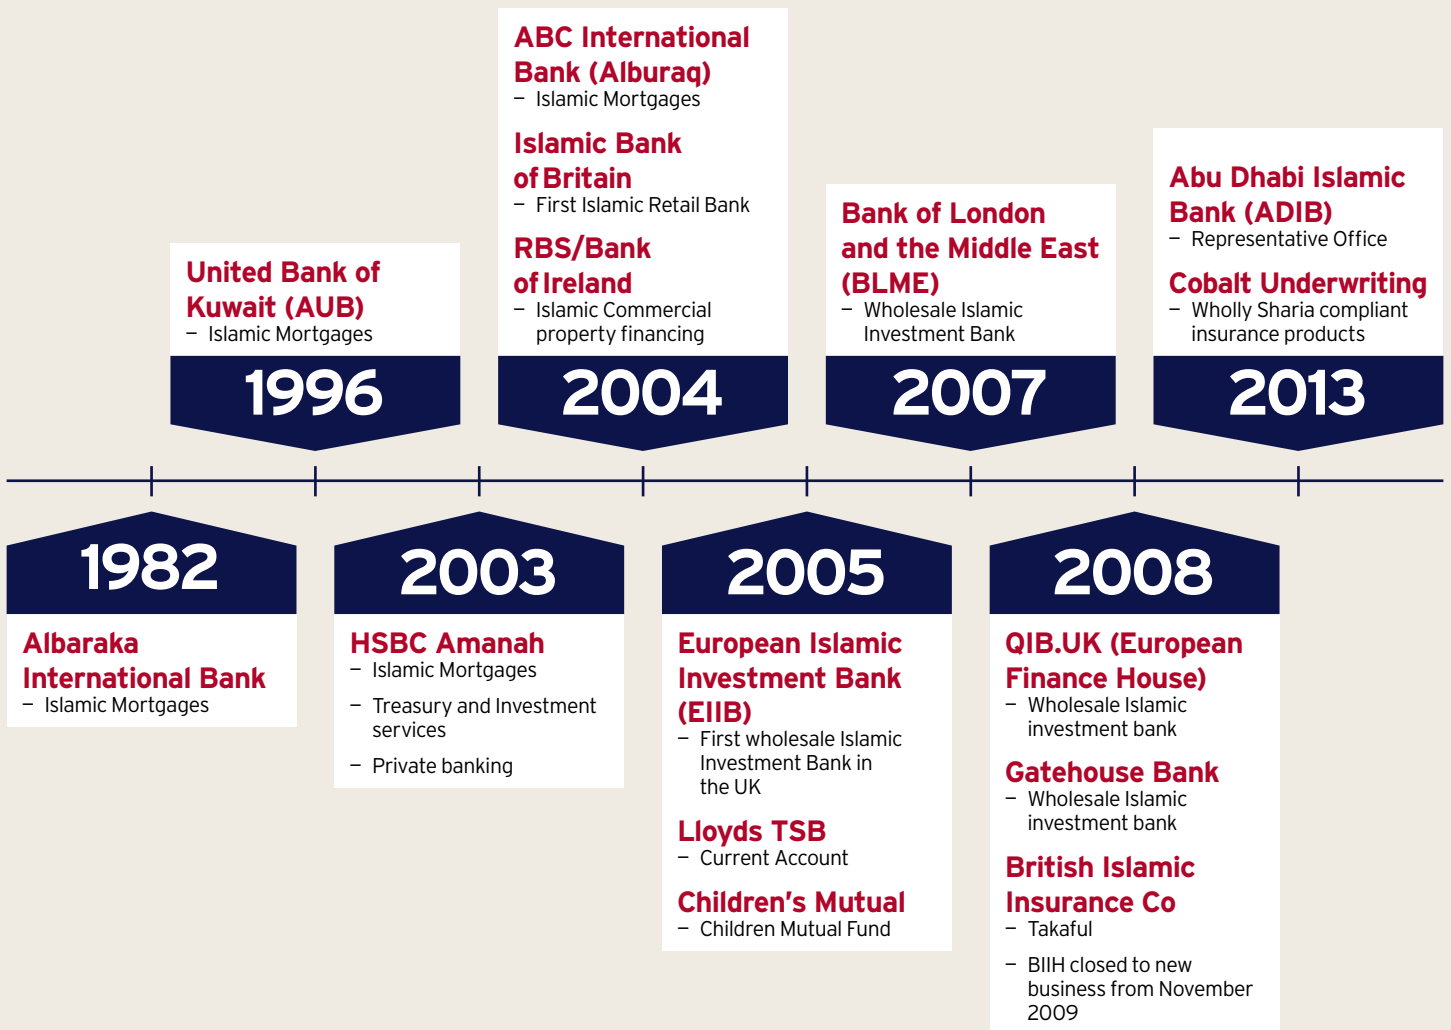 ABC International
Bank (Alburaq)
– Islamic Mortgages
Islamic Bank
of Britain
– First Islamic Retail Bank
RBS/Bank
of Ireland
– Islamic Commercial
property financing
United Bank of
Kuwait (AUB)
– Islamic Mortgages
Bank of London
and the Middle East
(BLME)
– Wholesale Islamic
Investment Bank
Abu Dhabi Islamic
Bank (ADIB)
– Representative Office
Cobalt Underwriting
– Wholly Sharia compliant
insurance products
1996
2004
2007
2013
1982
2003
2005
2008
Albaraka
International Bank
– Islamic Mortgages
HSBC Amanah
– Islamic Mortgages
– Treasury and Investment
services
– Private banking
European Islamic
Investment Bank
(EIIB)
– First wholesale Islamic
Investment Bank in
the UK
Lloyds TSB
– Current Account
Children's Mutual
– Children Mutual Fund
QIB.UK (European
Finance House)
– Wholesale Islamic
investment bank
Gatehouse Bank
– Wholesale Islamic
investment bank
British Islamic
Insurance Co
– Takaful
– BIIH closed to new
business from November
2009